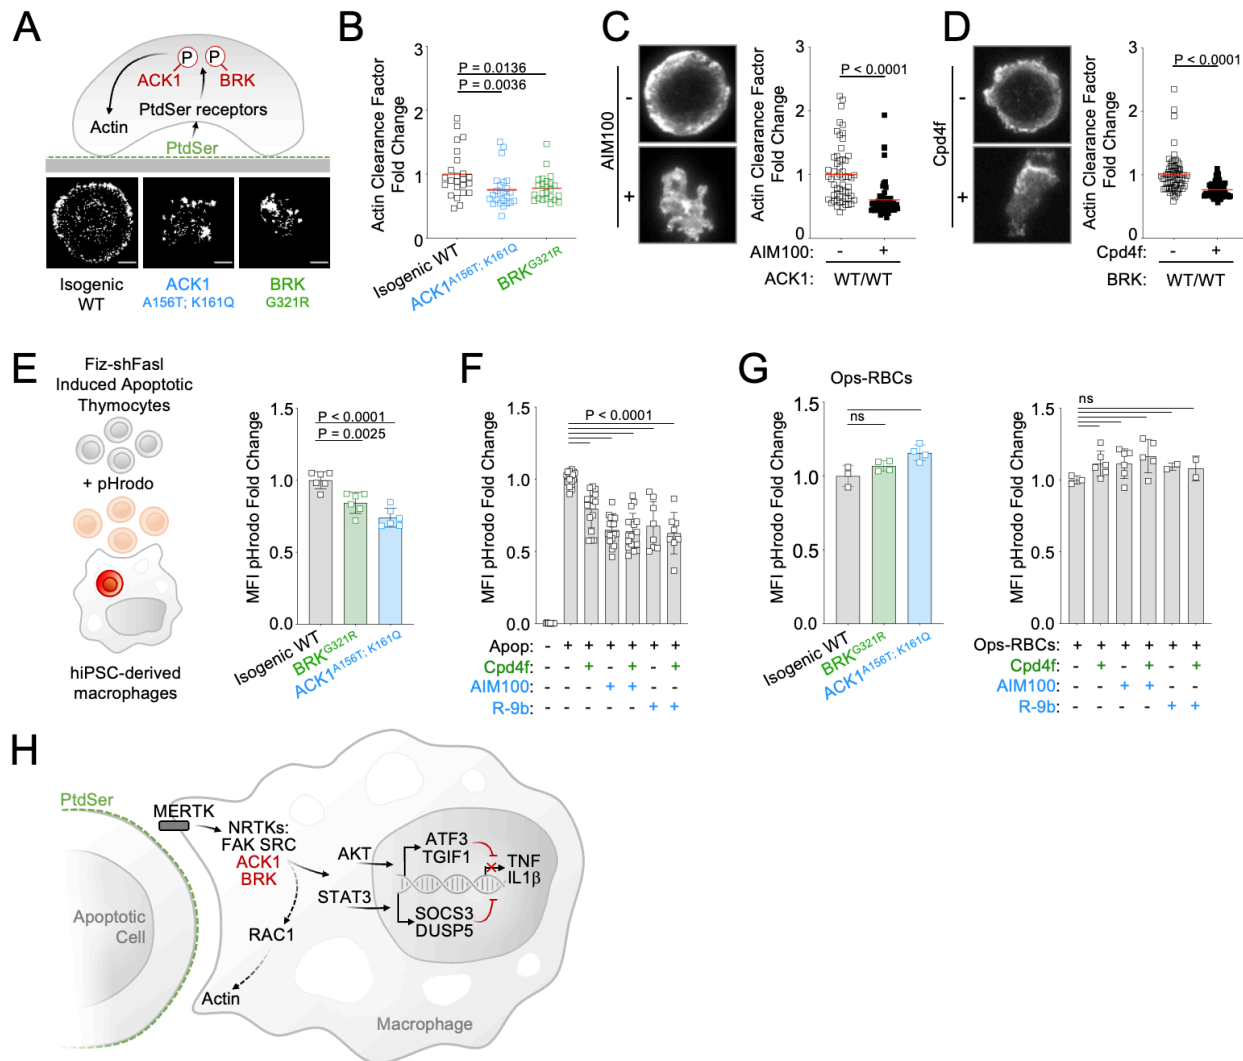 A
P P
ACK1 BRK
PtdSer receptors
Actin
PtdSer
Isogenic
WT
ACK1
A156T; K161Q
BRK
G321R
B
Actin Clearance Factor
Fold Change
3
2
1
0
P = 0.0136
P = 0.0036
Isogenic WT
ACK1A156T; K161Q
BRKG321R
C
AIM100
-
+
Actin Clearance Factor
Fold Change
3
2
1
0
P < 0.0001
AIM100: - +
ACK1: WT/WT
D
Cpd4f
-
+
Actin Clearance Factor
Fold Change
3
2
1
0
P < 0.0001
Cpd4f: - +
BRK: WT/WT
E
Fiz-shFasl
Induced Apoptotic
Thymocytes
+ pHrodo
hiPSC-derived
macrophages
MFI pHrodo Fold Change
1.5
1.0
0.5
0.0
P < 0.0001
P = 0.0025
Isogenic WT
BRKG321R
ACK1A156T; K161Q
F
MFI pHrodo Fold Change
1.5
1.0
0.5
0.0
P < 0.0001
Apop: - + + + + + +
Cpd4f: - - + - + - +
AIM100: - - - + + - -
R-9b: - - - - - + +
G
Ops-RBCs
MFI pHrodo Fold Change
1.5
1.0
0.5
0.0
ns
Isogenic WT
BRKG321R
ACK1A156T; K161Q
MFI pHrodo Fold Change
1.5
1.0
0.5
0.0
ns
Ops-RBCs: + + + + + +
Cpd4f: - + - + - +
AIM100: - - + + - -
R-9b: - - - - + +
H
PtdSer
MERTK
NRTKs:
FAK SRC
ACK1
BRK
AKT
STAT3
ATF3
TGIF1
TNF
IL1β
SOCS3
DUSP5
RAC1
Actin
Apoptotic
Cell
Macrophage